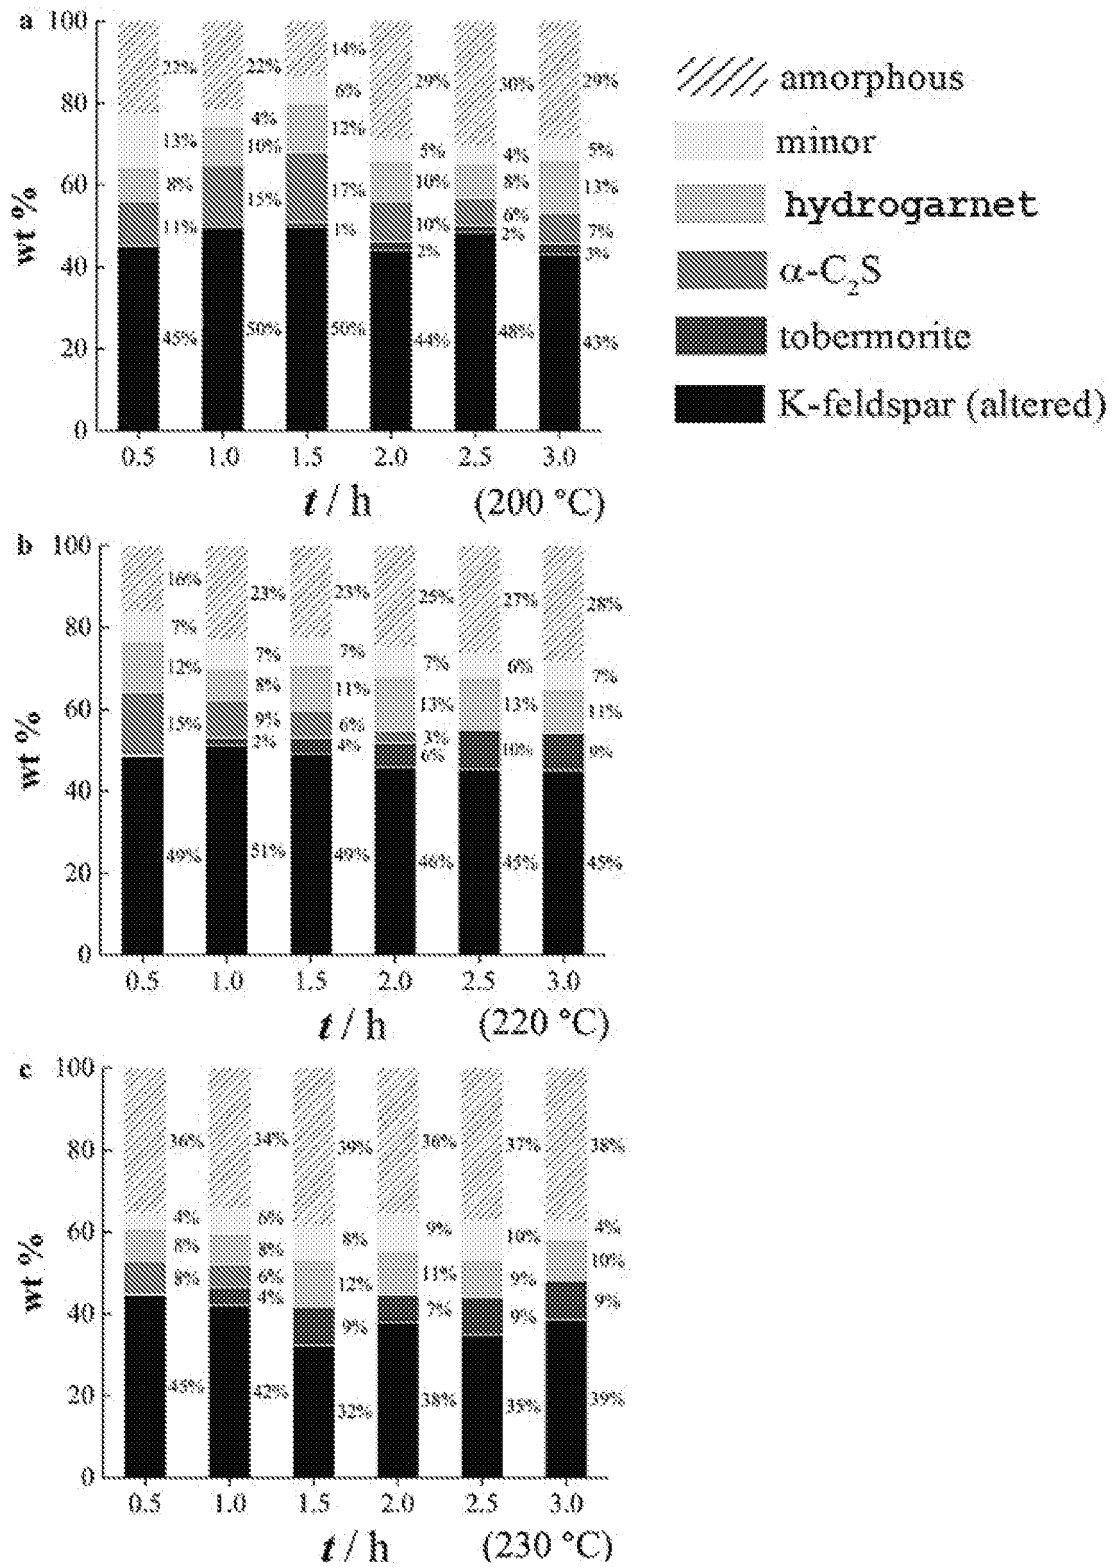 a
100
80
60
40
20
0
wt %
22% 22% 14% 29% 30% 29%
13% 4% 6% 5% 4% 5%
8% 10% 12% 10% 8% 13%
11% 15% 17% 10% 6% 7%
1% 2% 2% 3%
45% 50% 50% 44% 48% 43%
0.5 1.0 1.5 2.0 2.5 3.0
t / h (200 °C)
amorphous
minor
hydrogarnet
α-C₂S
tobermorite
K-feldspar (altered)
b
100
80
60
40
20
0
wt %
16% 23% 23% 25% 27% 28%
7% 7% 7% 7% 6% 7%
12% 8% 11% 13% 13% 11%
15% 9% 6% 3%
2% 4% 6% 10% 9%
49% 51% 49% 46% 45% 45%
0.5 1.0 1.5 2.0 2.5 3.0
t / h (220 °C)
c
100
80
60
40
20
0
wt %
36% 34% 39% 36% 37% 38%
4% 6% 8% 9% 10% 4%
8% 8% 12% 11% 9% 10%
8% 6%
4% 9% 7% 9% 9%
45% 42% 32% 38% 35% 39%
0.5 1.0 1.5 2.0 2.5 3.0
t / h (230 °C)